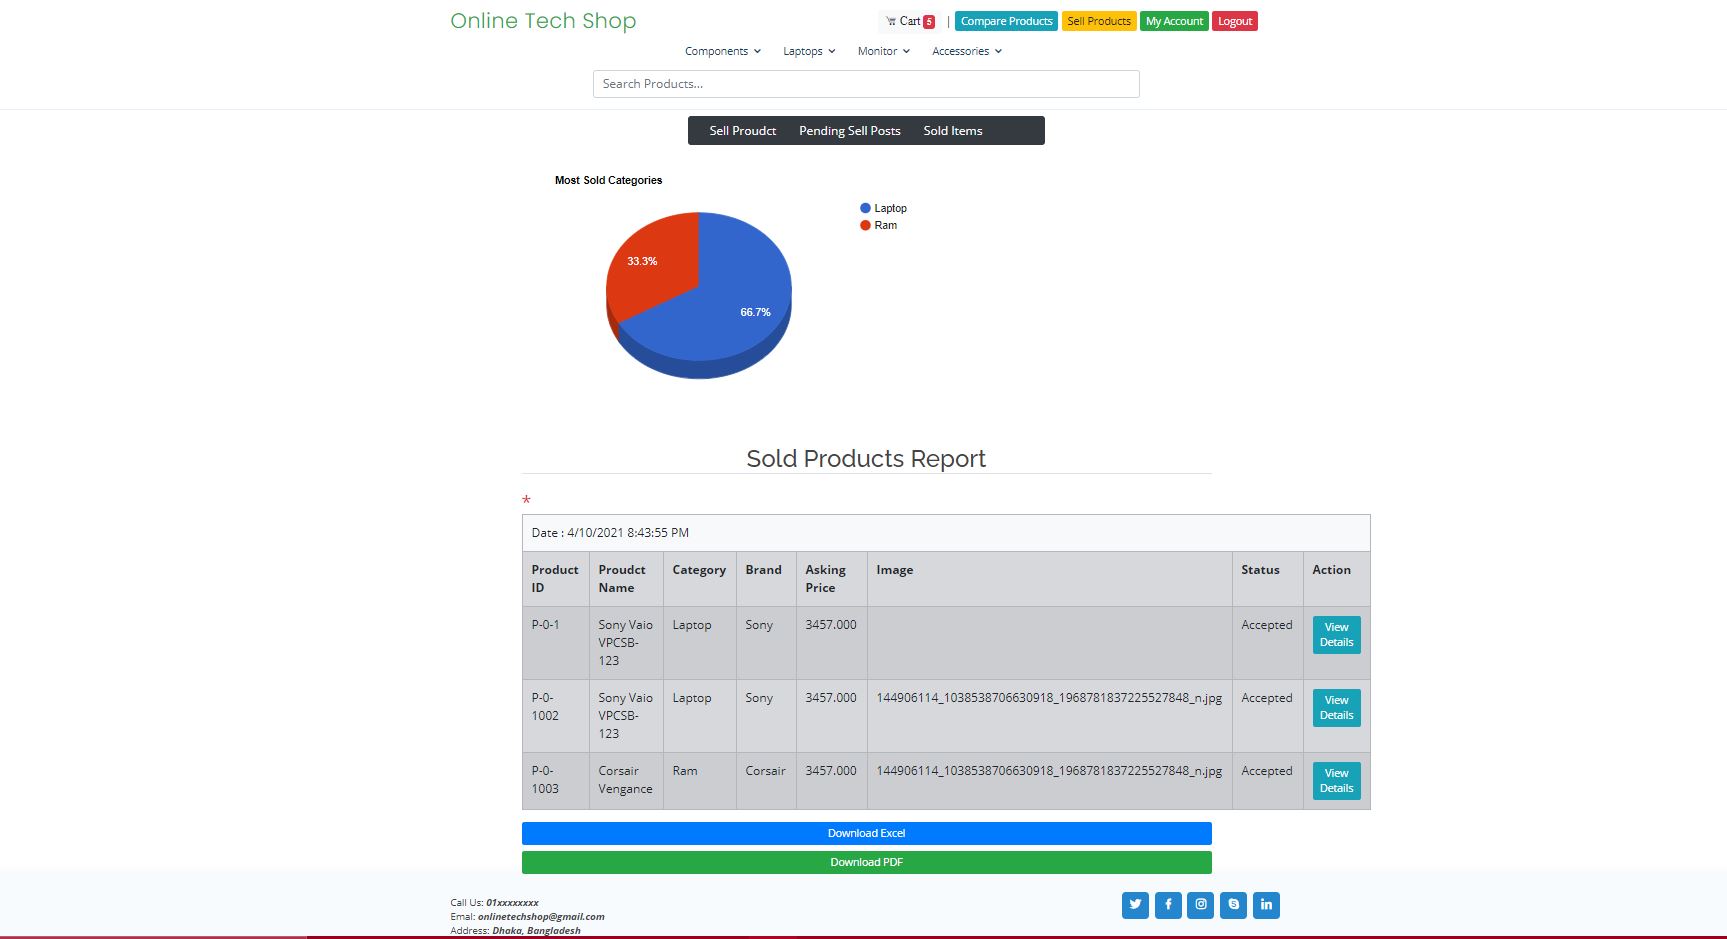 Online Tech Shop
Cart 5 | Compare Products Sell Products My Account Logout
Components Laptops Monitor Accessories
Search Products...
Sell Proudct Pending Sell Posts Sold Items
Most Sold Categories
Laptop
Ram
33.3%
66.7%
Sold Products Report
*
Date : 4/10/2021 8:43:55 PM
Product ID Proudct Name Category Brand Asking Price Image Status Action
P-0-1 Sony Vaio VPCSB-123 Laptop Sony 3457.000 Accepted View Details
P-0-1002 Sony Vaio VPCSB-123 Laptop Sony 3457.000 144906114_1038538706630918_1968781837225527848_n.jpg Accepted View Details
P-0-1003 Corsair Vengance Ram Corsair 3457.000 144906114_1038538706630918_1968781837225527848_n.jpg Accepted View Details
Download Excel
Download PDF
Call Us: 01xxxxxxxx
Emal: onlinetechshop@gmail.com
Address: Dhaka, Bangladesh